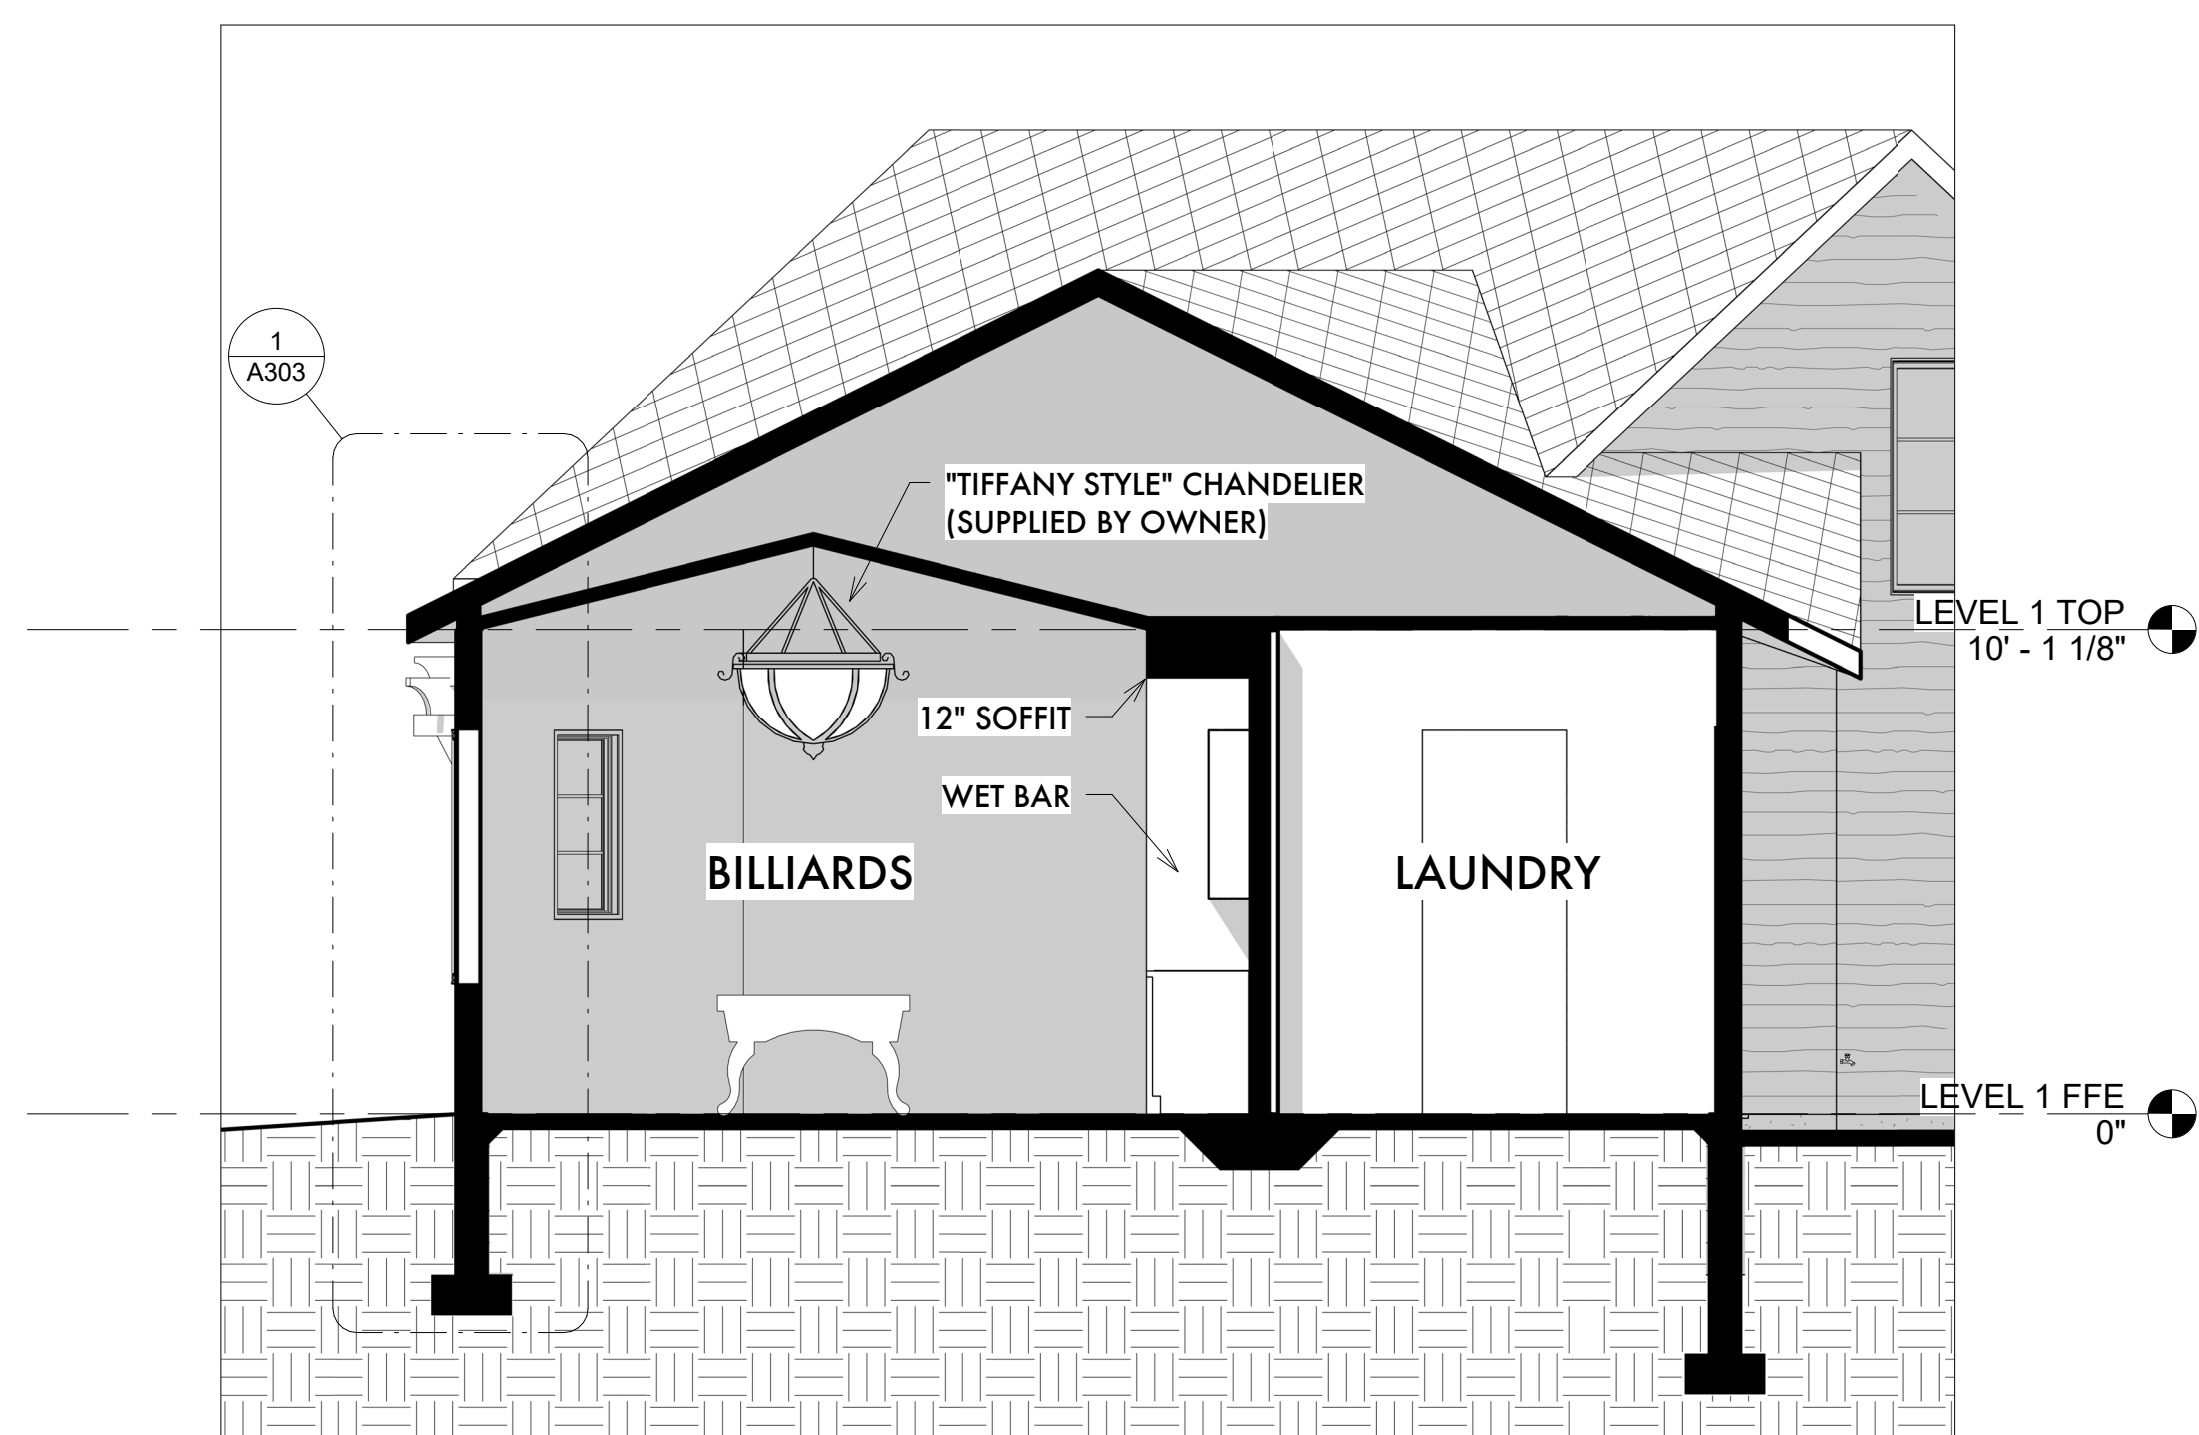 1
A303
"TIFFANY STYLE" CHANDELIER
(SUPPLIED BY OWNER)
LEVEL 1 TOP
10' - 1 1/8"
12" SOFFIT
WET BAR
BILLIARDS
LAUNDRY
LEVEL 1 FFE
0"